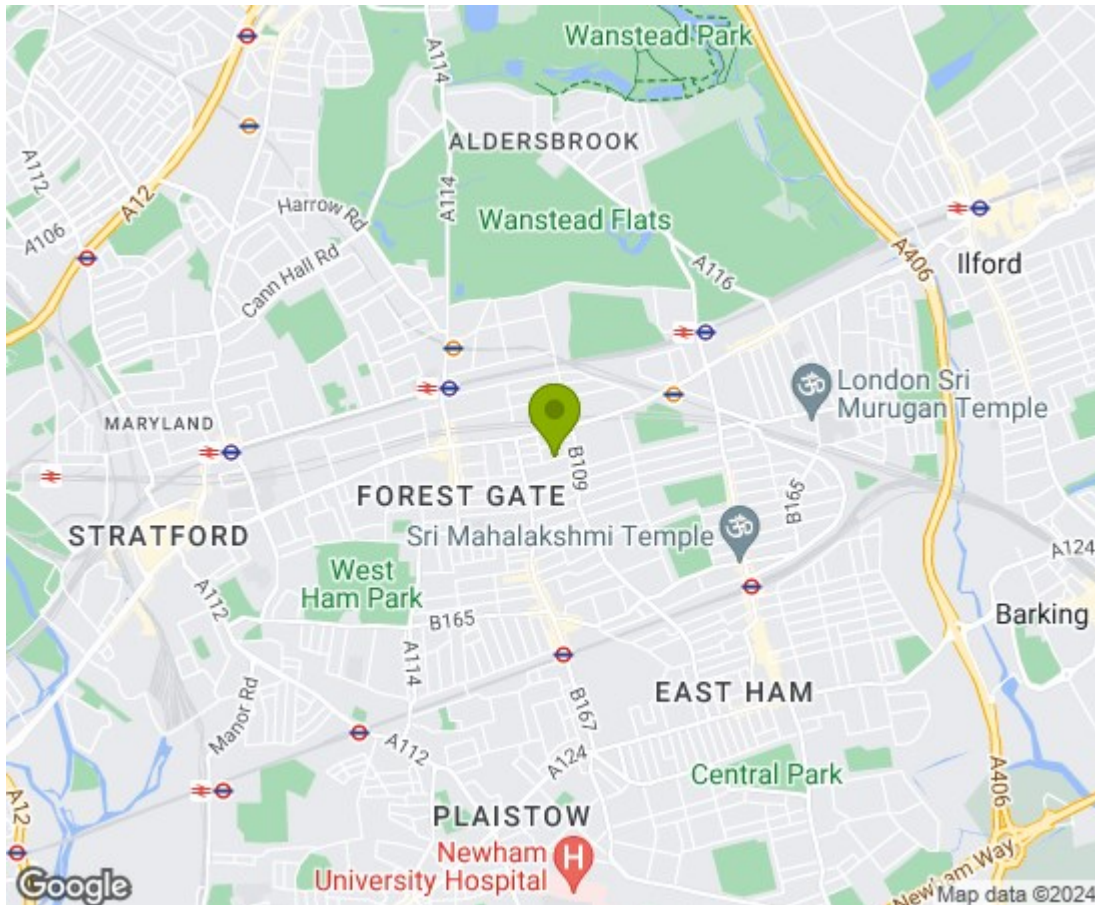 Wanstead Park
A114
ALDERSBROOK
A112
A12
A114
Harrow Rd
Wanstead Flats
A106
Cann Hall Rd
A116
A406
Ilford
London Sri
Murugan Temple
MARYLAND
B109
FOREST GATE
B165
STRATFORD
Sri Mahalakshmi Temple
A124
West
Ham Park
A112
B165
Barking
A114
Manor Rd
EAST HAM
B167
A112
A124
Central Park
A12
A406
PLAISTOW
Newham
University Hospital
H
Newham Way
Google
Map data ©2024